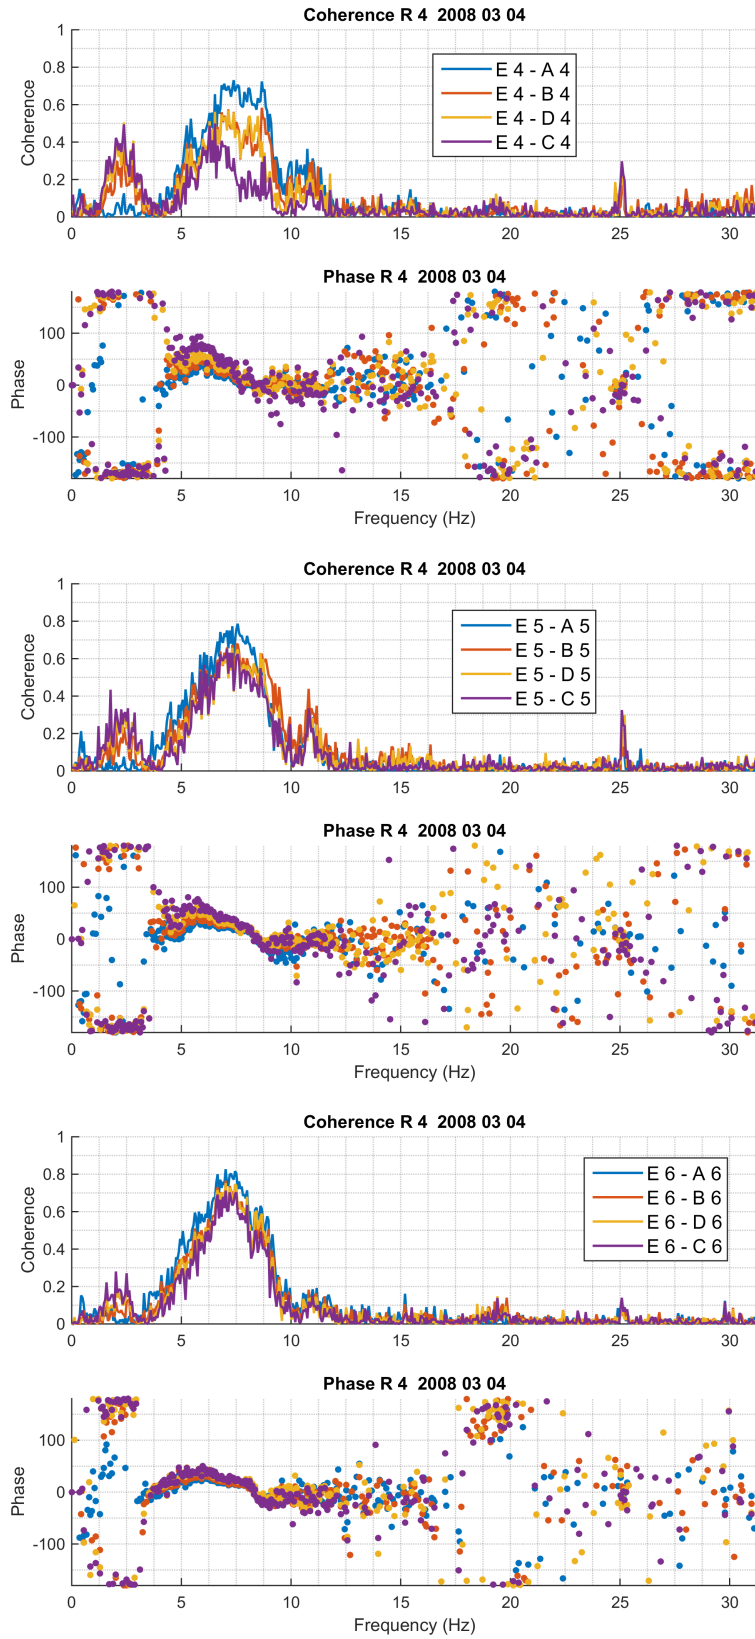 Coherence R 4  2008 03 04
Coherence
1
0.8
0.6
0.4
0.2
0
E 4 - A 4
E 4 - B 4
E 4 - D 4
E 4 - C 4
0 5 10 15 20 25 30
Phase R 4  2008 03 04
Phase
100
0
-100
0 5 10 15 20 25 30
Frequency (Hz)
Coherence R 4  2008 03 04
Coherence
1
0.8
0.6
0.4
0.2
0
E 5 - A 5
E 5 - B 5
E 5 - D 5
E 5 - C 5
0 5 10 15 20 25 30
Phase R 4  2008 03 04
Phase
100
0
-100
0 5 10 15 20 25 30
Frequency (Hz)
Coherence R 4  2008 03 04
Coherence
1
0.8
0.6
0.4
0.2
0
E 6 - A 6
E 6 - B 6
E 6 - D 6
E 6 - C 6
0 5 10 15 20 25 30
Phase R 4  2008 03 04
Phase
100
0
-100
0 5 10 15 20 25 30
Frequency (Hz)